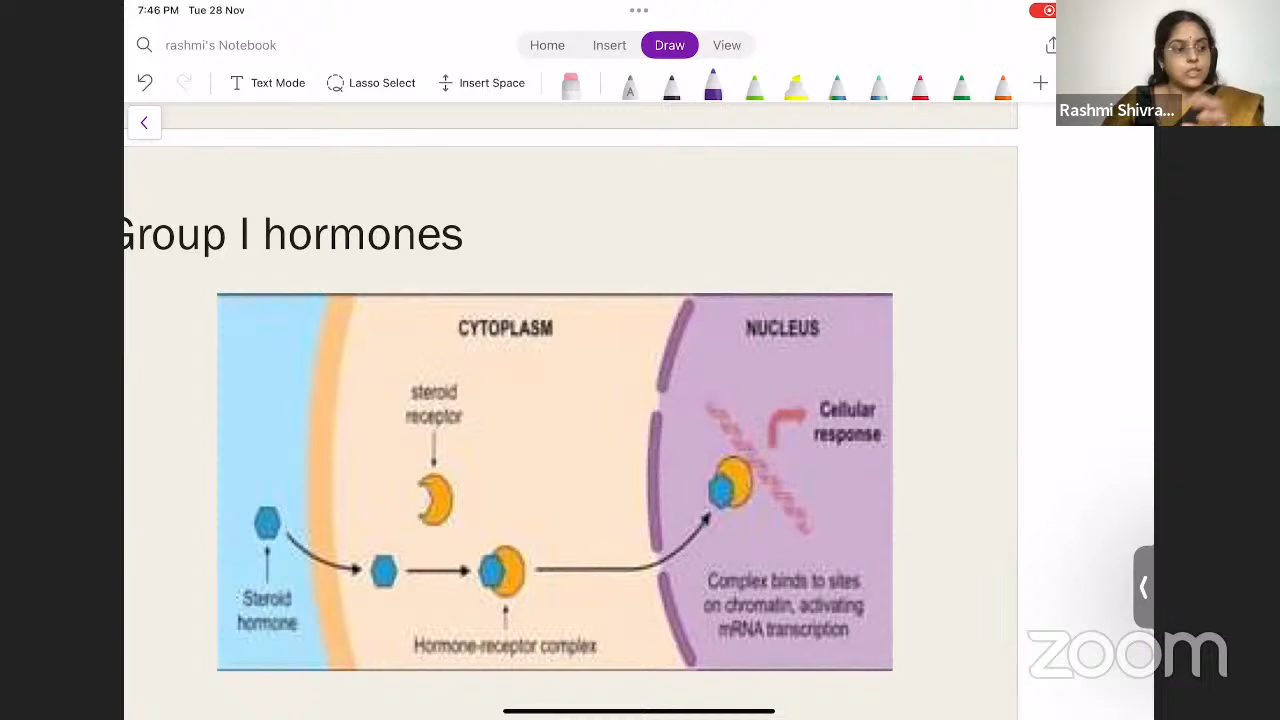 7:46 PM Tue 28 Nov
rashmi's Notebook
Home Insert Draw View
Text Mode Lasso Select Insert Space
A
Rashmi Shivra...
Group I hormones
CYTOPLASM
NUCLEUS
steroid
receptor
Cellular
response
Steroid
hormone
Hormone-receptor complex
Complex binds to sites
on chromatin, activating
mRNA transcription
zoom